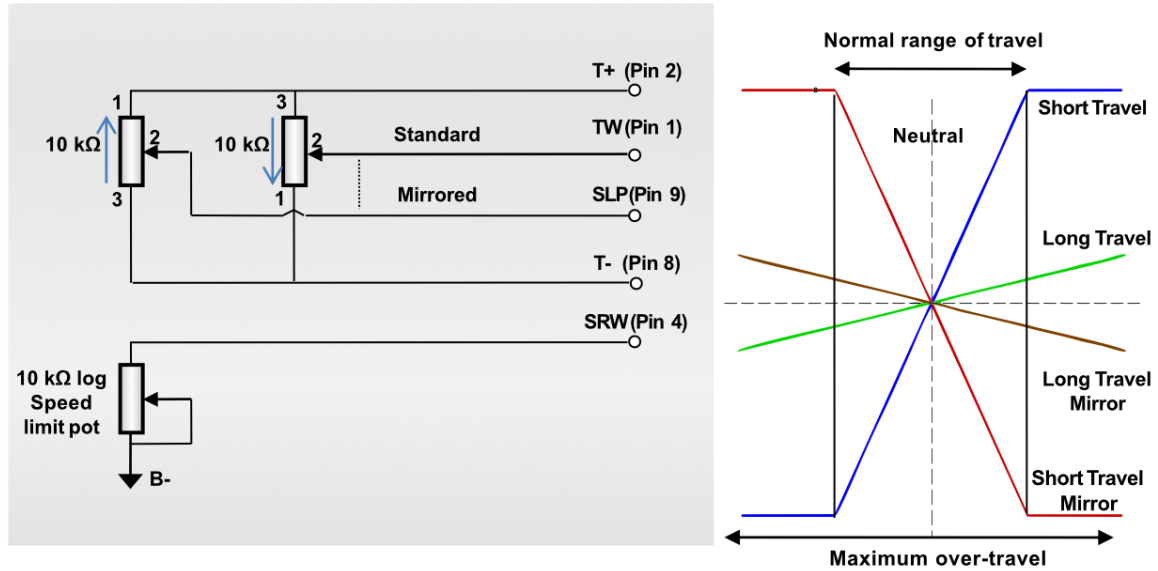 T+ (Pin 2)
1
3
10 kΩ
2
10 kΩ
2
Standard
TW(Pin 1)
3
1
Mirrored
SLP(Pin 9)
T- (Pin 8)
SRW(Pin 4)
10 kΩ log
Speed
limit pot
B-
Normal range of travel
Short Travel
Neutral
Long Travel
Long Travel
Mirror
Short Travel
Mirror
Maximum over-travel